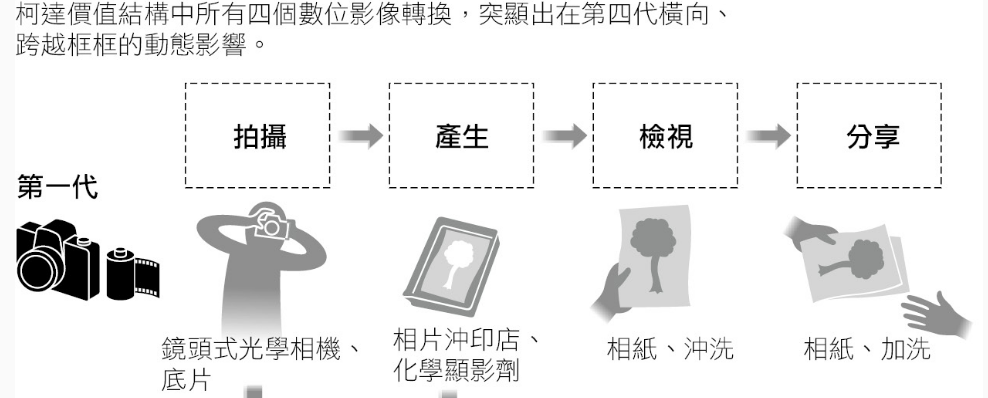 柯達價值結構中所有四個數位影像轉換，突顯出在第四代橫向、
跨越框框的動態影響。
拍攝
產生
檢視
分享
第一代
鏡頭式光學相機、
底片
相片沖印店、
化學顯影劑
相紙、沖洗
相紙、加洗